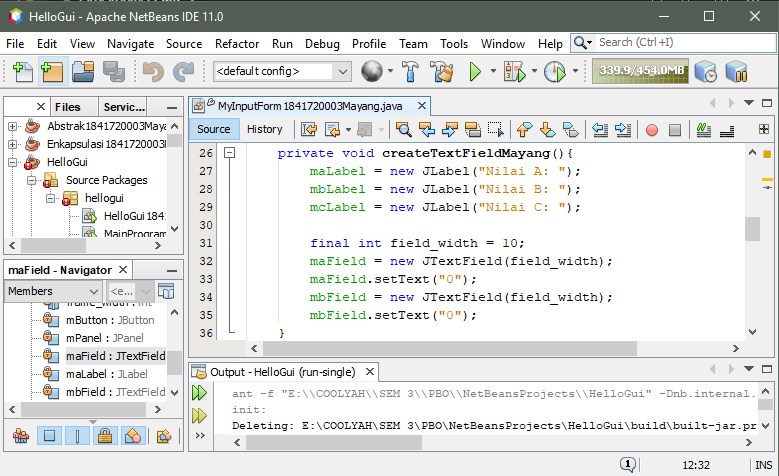 HelloGui - Apache NetBeans IDE 11.0
File Edit View Navigate Source Refactor Run Debug Profile Team Tools Window Help Search (Ctrl+I)
<default config> 339.9/454.0MB
Files Servic...
Abstrak1841720003Maya
Enkapsulasi1841720003
HelloGui
Source Packages
hellogui
HelloGui184
MainProgram
maField - Navigator
Members <e...
frame_width : int
mButton : JButton
mPanel : JPanel
maField : JTextField
maLabel : JLabel
mbField : JTextField
MyInputForm1841720003Mayang.java
Source History
26 private void createTextFieldMayang(){
27 maLabel = new JLabel("Nilai A: ");
28 mbLabel = new JLabel("Nilai B: ");
29 mcLabel = new JLabel("Nilai C: ");
30
31 final int field_width = 10;
32 maField = new JTextField(field_width);
33 maField.setText("0");
34 mbField = new JTextField(field_width);
35 mbField.setText("0");
36 }
Output - HelloGui (run-single)
ant -f "E:\\COOLYAH\\SEM 3\\PBO\\NetBeansProjects\\HelloGui" -Dnb.internal.
init:
Deleting: E:\COOLYAH\SEM 3\PBO\NetBeansProjects\HelloGui\build\built-jar.pr
1 12:32 INS